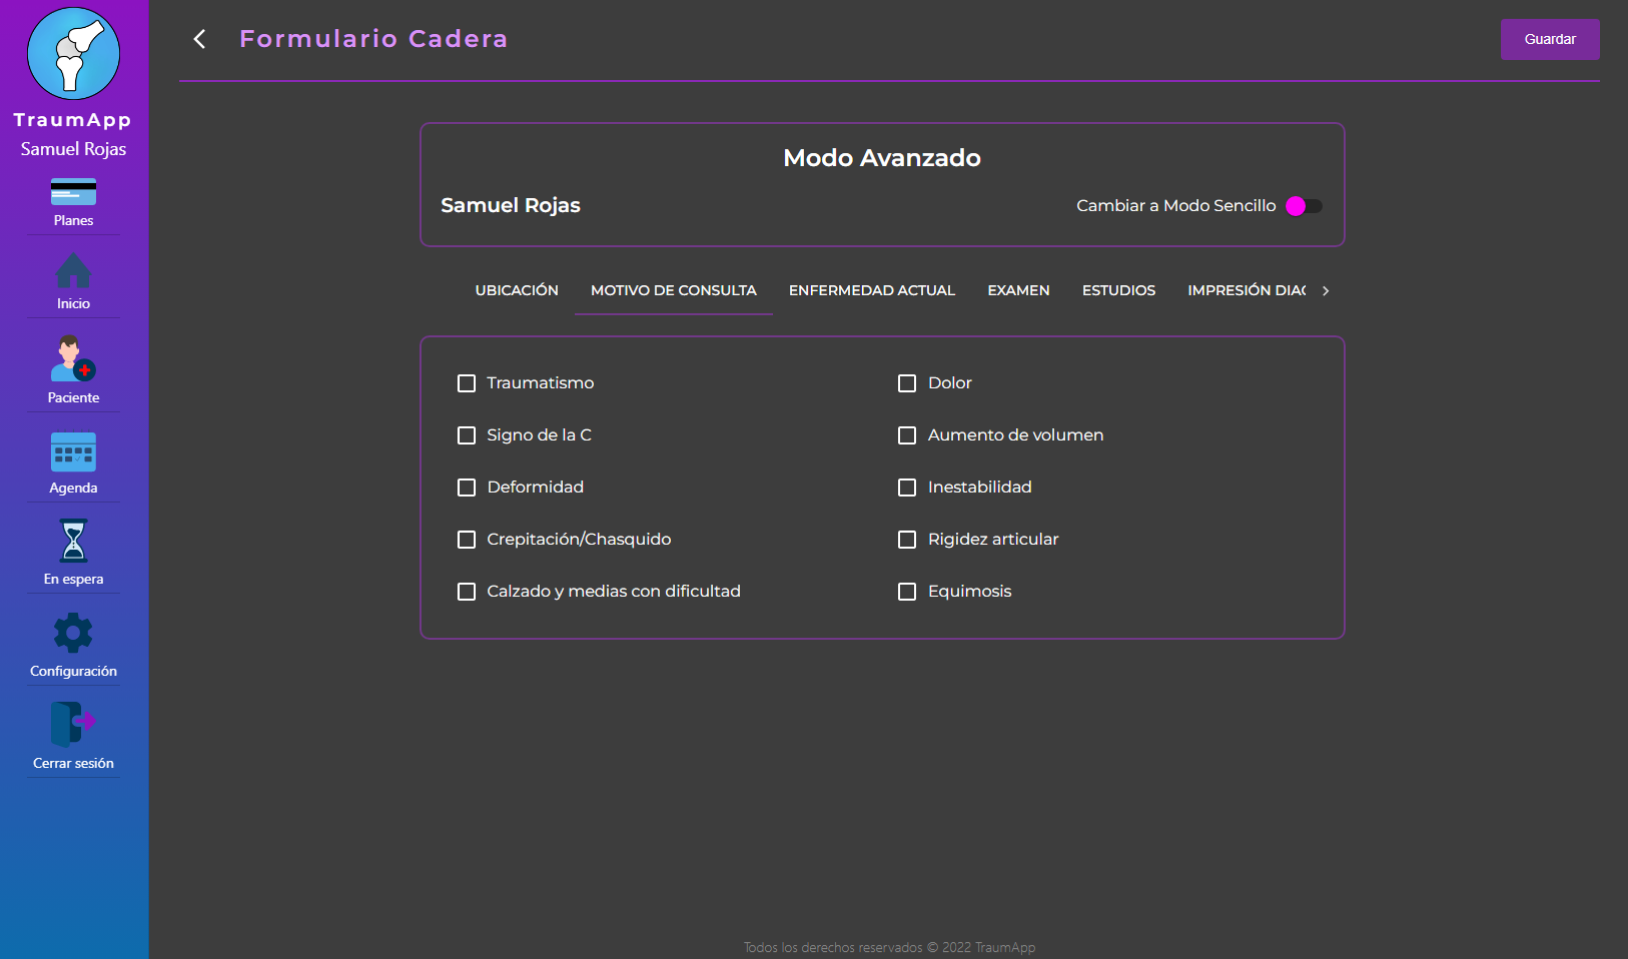 TraumApp
Samuel Rojas
Planes
Inicio
Paciente
Agenda
En espera
Configuración
Cerrar sesión
Formulario Cadera
Guardar
Modo Avanzado
Samuel Rojas
Cambiar a Modo Sencillo
UBICACIÓN MOTIVO DE CONSULTA ENFERMEDAD ACTUAL EXAMEN ESTUDIOS IMPRESIÓN DIAG
Traumatismo
Dolor
Signo de la C
Aumento de volumen
Deformidad
Inestabilidad
Crepitación/Chasquido
Rigidez articular
Calzado y medias con dificultad
Equimosis
Todos los derechos reservados © 2022 TraumApp